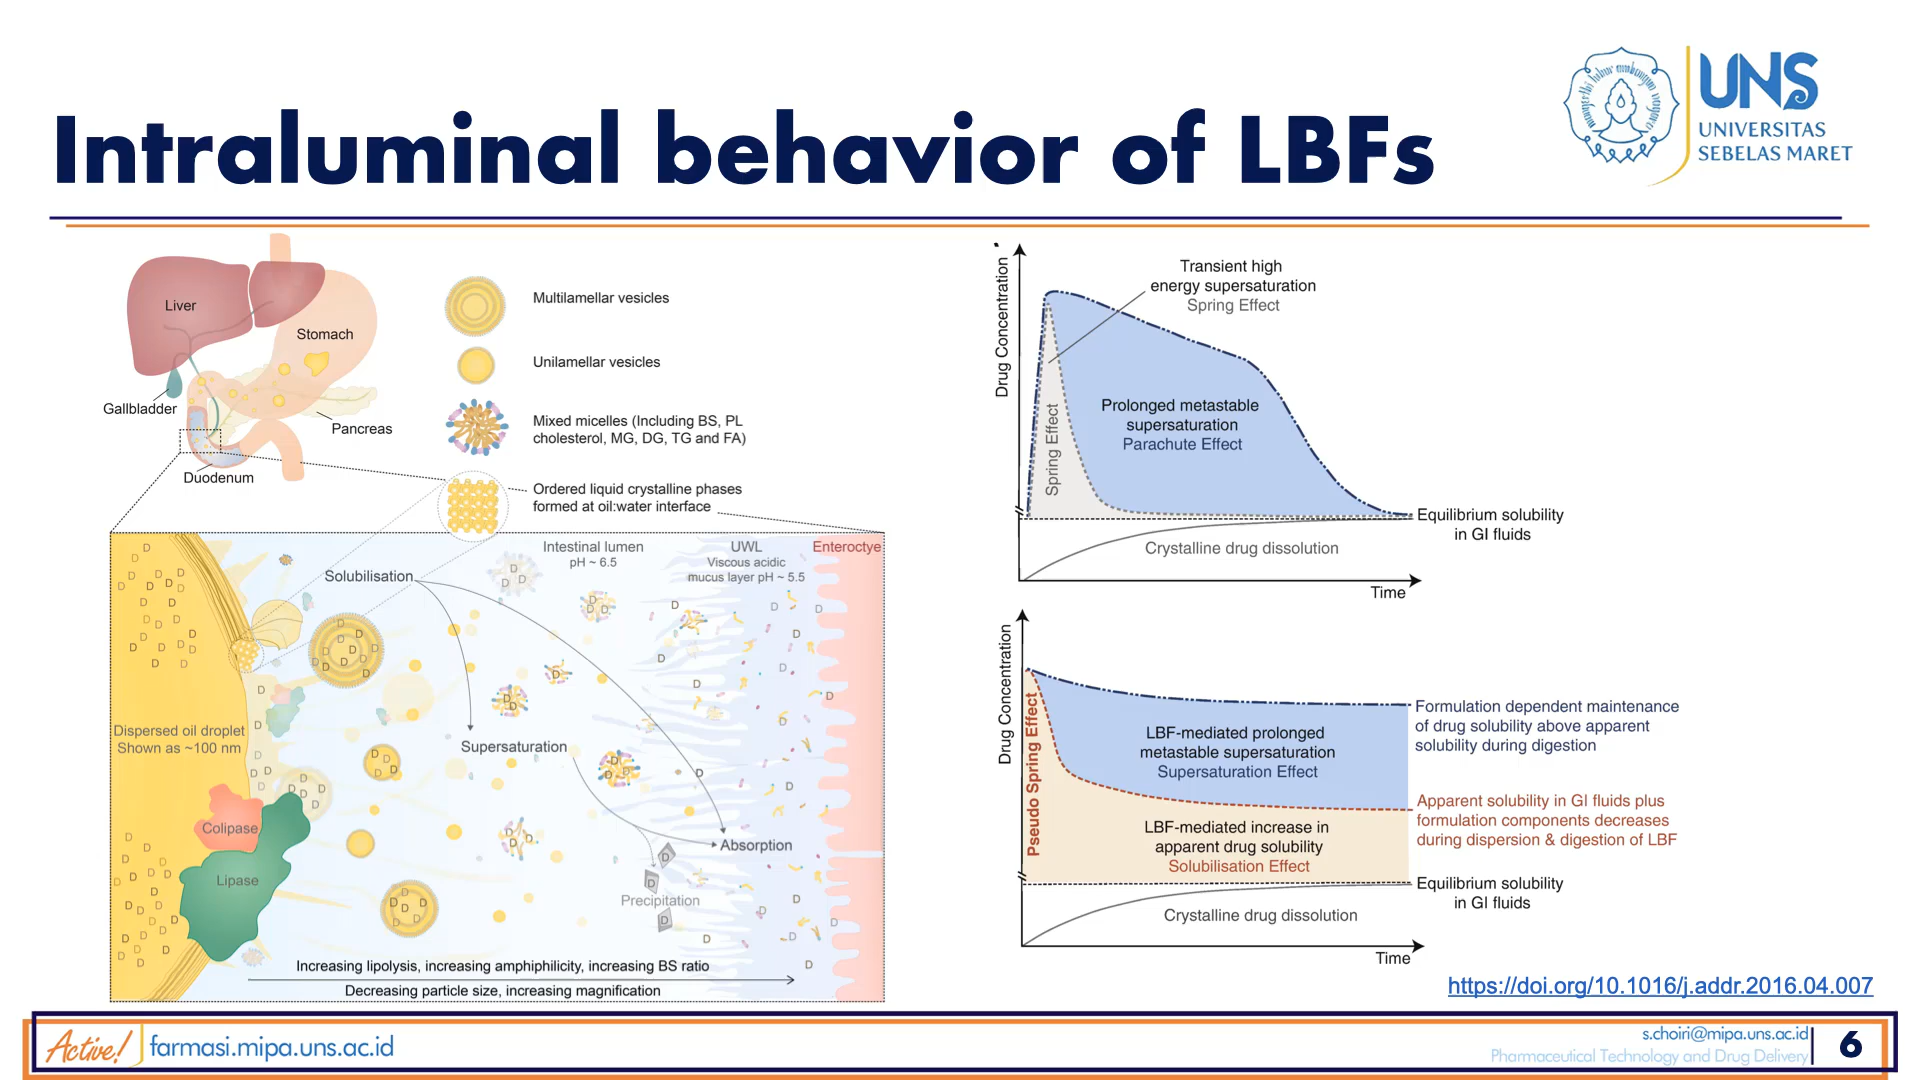 Intraluminal behavior of LBFs
UNS
UNIVERSITAS
SEBELAS MARET
Liver
Stomach
Gallbladder
Pancreas
Duodenum
Multilamellar vesicles
Unilamellar vesicles
Mixed micelles (Including BS, PL
cholesterol, MG, DG, TG and FA)
Ordered liquid crystalline phases
formed at oil:water interface
Solubilisation
Intestinal lumen
pH ~ 6.5
UWL
Viscous acidic
mucus layer pH ~ 5.5
Enteroctye
Dispersed oil droplet
Shown as ~100 nm
Supersaturation
Colipase
Lipase
Absorption
Precipitation
Increasing lipolysis, increasing amphiphilicity, increasing BS ratio
Decreasing particle size, increasing magnification
Drug Concentration
Transient high
energy supersaturation
Spring Effect
Spring Effect
Prolonged metastable
supersaturation
Parachute Effect
Equilibrium solubility
in GI fluids
Crystalline drug dissolution
Time
Drug Concentration
Pseudo Spring Effect
LBF-mediated prolonged
metastable supersaturation
Supersaturation Effect
Formulation dependent maintenance
of drug solubility above apparent
solubility during digestion
LBF-mediated increase in
apparent drug solubility
Solubilisation Effect
Apparent solubility in GI fluids plus
formulation components decreases
during dispersion & digestion of LBF
Equilibrium solubility
in GI fluids
Crystalline drug dissolution
Time
https://doi.org/10.1016/j.addr.2016.04.007
Active!
farmasi.mipa.uns.ac.id
s.choiri@mipa.uns.ac.id
Pharmaceutical Technology and Drug Delivery
6